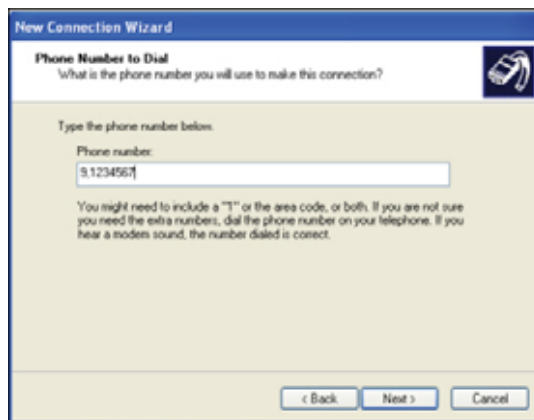 New Connection Wizard
Phone Number to Dial
What is the phone number you will use to make this connection?
Type the phone number below.
Phone number:
9,1234567
You might need to include a "1" or the area code, or both. If you are not sure
you need the extra numbers, dial the phone number on your telephone. If you
hear a modem sound, the number dialed is correct.
< Back
Next >
Cancel